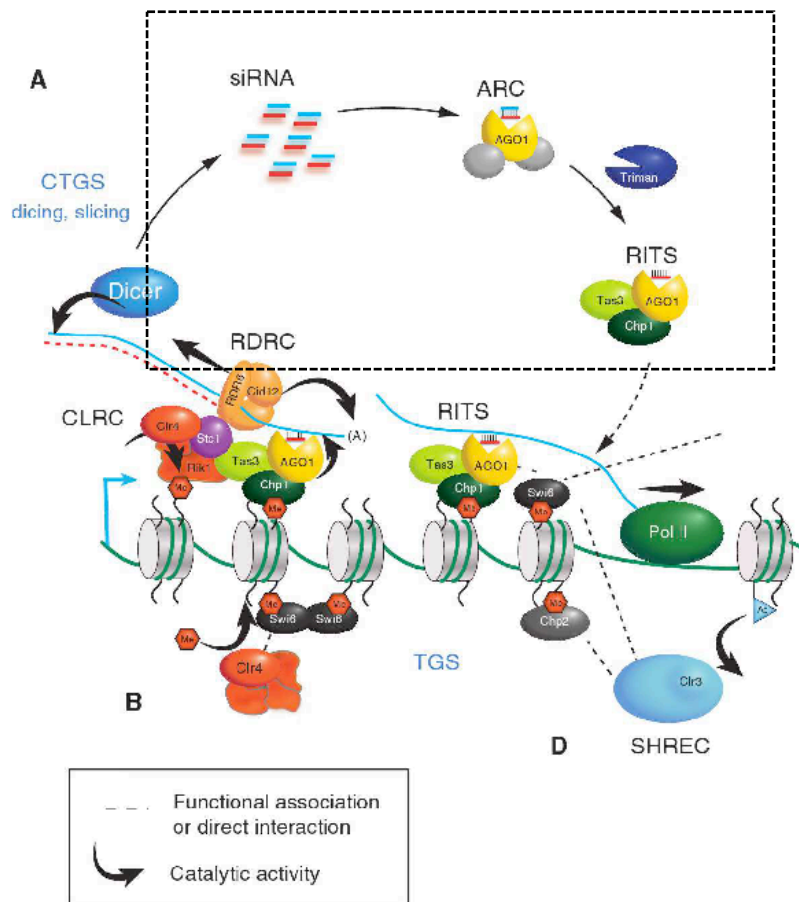 A
siRNA
ARC
AGO1
Triman
CTGS
dicing, slicing
RITS
Tas3
AGO1
Chp1
Dicer
RDRC
RDR6
Cid12
CLRC
Clr4
Stc1
Rik1
Me
Tas3
AGO1
Chp1
Me
(A)
RITS
Tas3
AGO1
Chp1
Me
Swi6
Me
Pol II
Me
Swi6
Me
Swi6
Me
Clr4
Me
Chp2
Ac
TGS
Clr3
B
D
SHREC
Functional association
or direct interaction
Catalytic activity